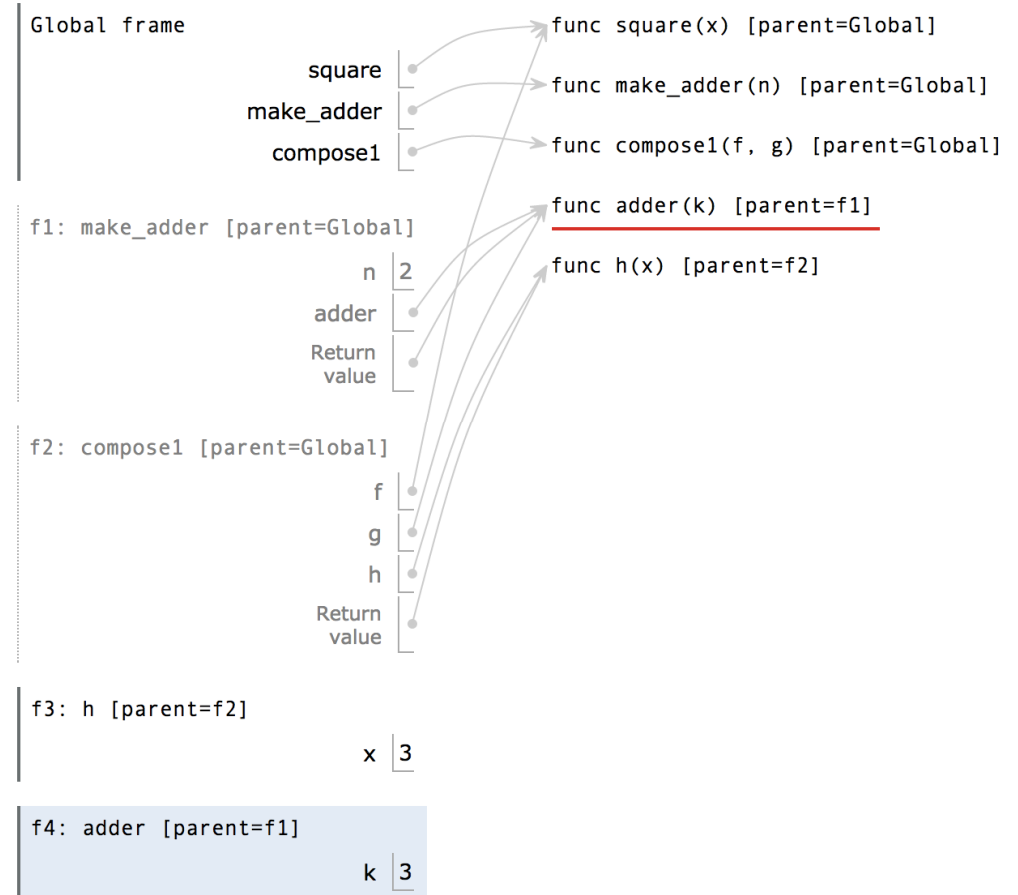 Global frame
func square(x) [parent=Global]
square
func make_adder(n) [parent=Global]
make_adder
func compose1(f, g) [parent=Global]
compose1
func adder(k) [parent=f1]
f1: make_adder [parent=Global]
func h(x) [parent=f2]
n 2
adder
Return
value
f2: compose1 [parent=Global]
f
g
h
Return
value
f3: h [parent=f2]
x 3
f4: adder [parent=f1]
k 3